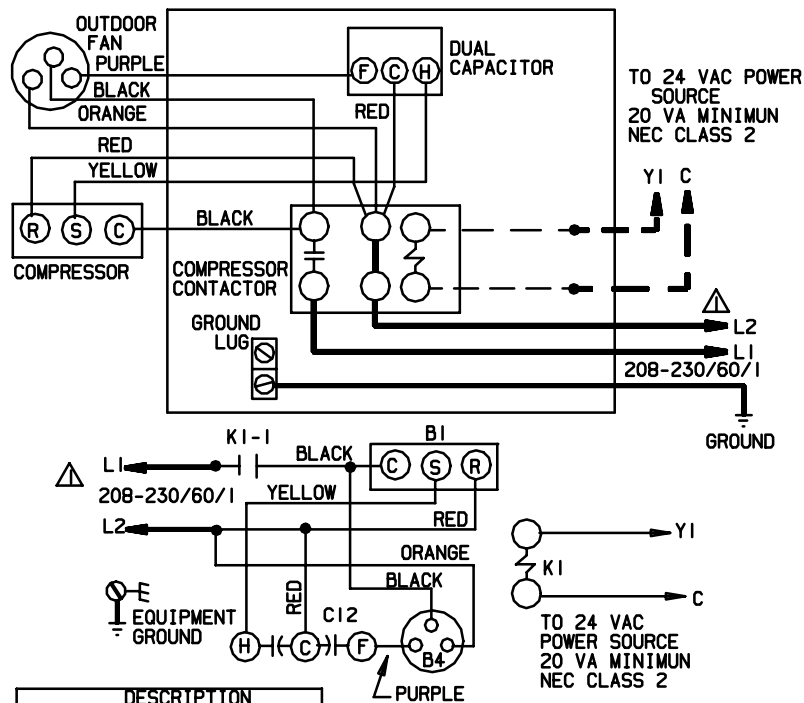 OUTDOOR
FAN
PURPLE
BLACK
ORANGE
RED
YELLOW
F C H
DUAL
CAPACITOR
RED
TO 24 VAC POWER
SOURCE
20 VA MINIMUN
NEC CLASS 2
Y1 C
R S C
COMPRESSOR
BLACK
COMPRESSOR
CONTACTOR
GROUND
LUG
1
L2
L1
208-230/60/1
GROUND
K1-1
BLACK
B1
C S R
1
L1
208-230/60/1
YELLOW
L2
RED
ORANGE
BLACK
RED
EQUIPMENT
GROUND
C12
H C F
B4
PURPLE
Y1
K1
C
TO 24 VAC
POWER SOURCE
20 VA MINIMUN
NEC CLASS 2
DESCRIPTION